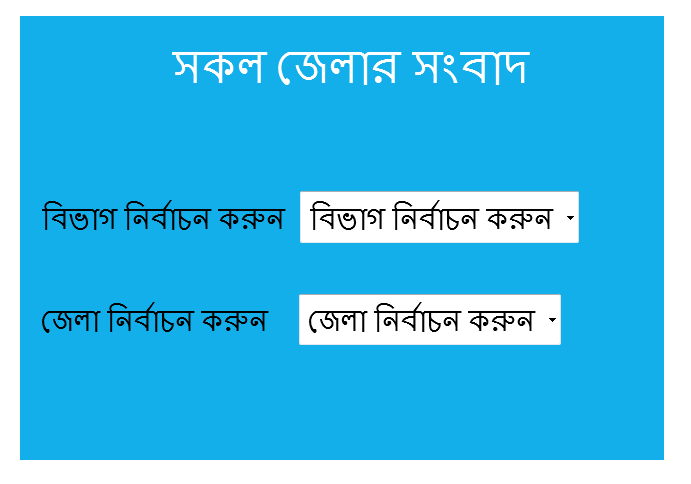 সকল জেলার সংবাদ
বিভাগ নির্বাচন করুন বিভাগ নির্বাচন করুন
জেলা নির্বাচন করুন জেলা নির্বাচন করুন